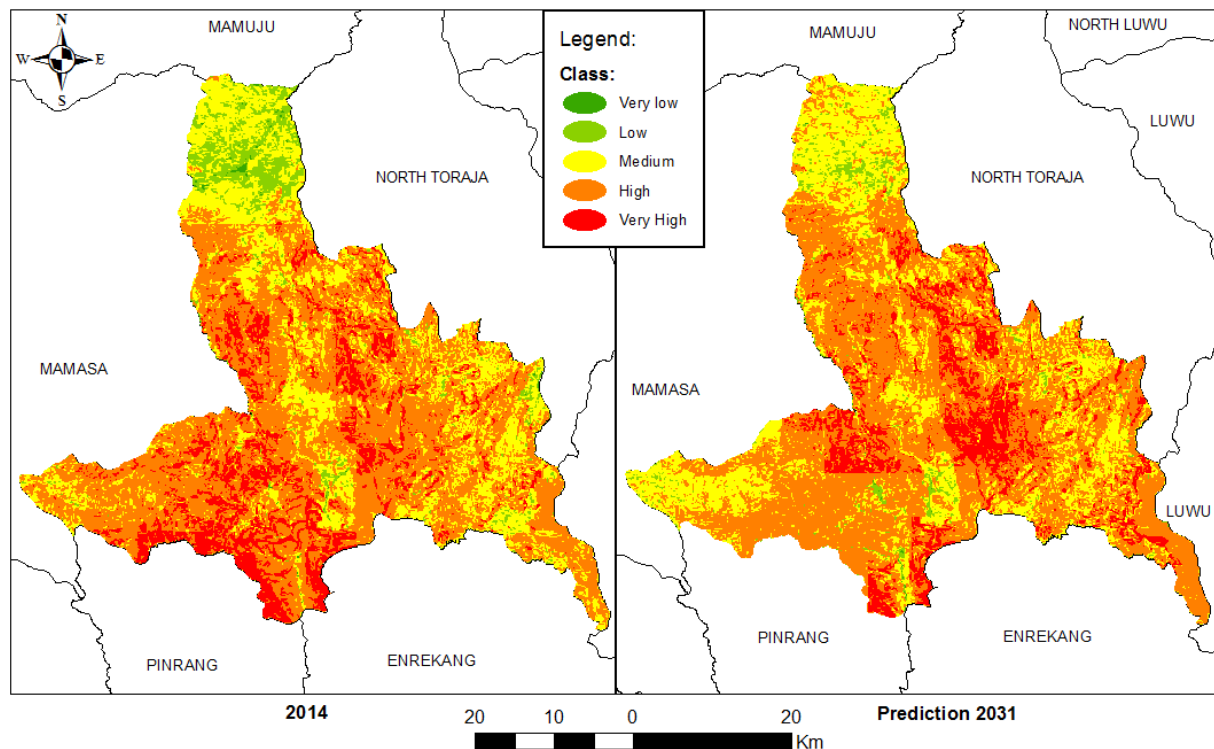 N
W
E
S
MAMUJU
NORTH TORAJA
MAMASA
PINRANG
ENREKANG
2014
Legend:
Class:
Very low
Low
Medium
High
Very High
MAMUJU
NORTH LUWU
LUWU
NORTH TORAJA
MAMASA
LUWU
PINRANG
ENREKANG
Prediction 2031
20 10 0 20
Km